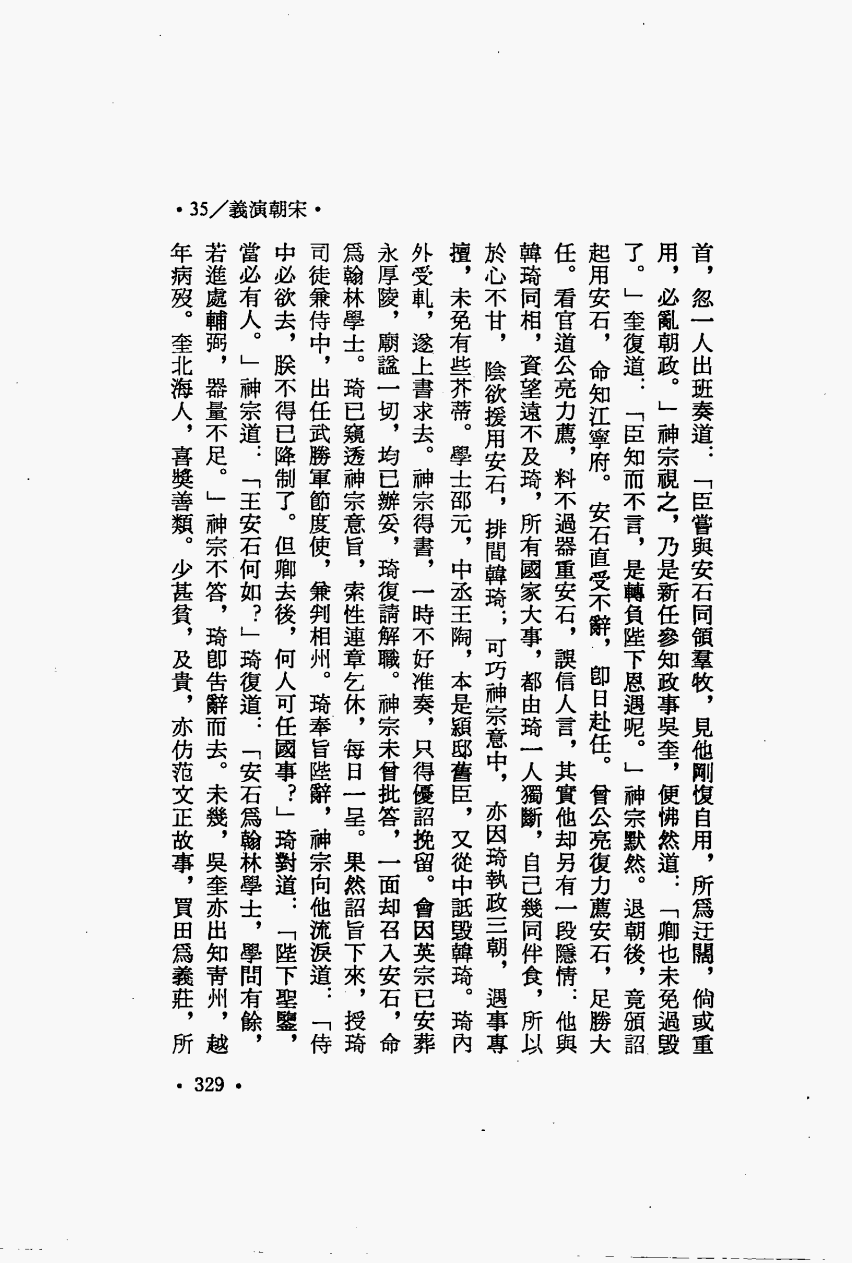 ·宋朝演義／35·
首，忽一人出班奏道：「臣嘗與安石同領羣牧，見他剛愎自用，所爲迂闊，倘或重
用，必亂朝政。」神宗視之，乃是新任參知政事吳奎，便怫然道：「卿也未免過毀
了。」奎復道：「臣知而不言，是轉負陛下恩遇呢。」神宗默然。退朝後，竟頒詔
起用安石，命知江寧府。安石直受不辭，卽日赴任。曾公亮復力薦安石，足勝大
任。看官道公亮力薦，料不過器重安石，誤信人言，其實他却另有一段隱情：他與
韓琦同相，資望遠不及琦，所有國家大事，都由琦一人獨斷，自己幾同伴食，所以
於心不甘，陰欲援用安石，排間韓琦；可巧神宗意中，亦因琦執政三朝，遇事專
擅，未免有些芥蒂。學士邵元，中丞王陶，本是潁邸舊臣，又從中詆毀韓琦。琦內
外受軋，遂上書求去。神宗得書，一時不好准奏，只得優詔挽留。會因英宗已安葬
永厚陵，廟謚一切，均已辦妥，琦復請解職。神宗未曾批答，一面却召入安石，命
爲翰林學士。琦已窺透神宗意旨，索性連章乞休，每日一呈。果然詔旨下來，授琦
司徒兼侍中，出任武勝軍節度使，兼判相州。琦奉旨陛辭，神宗向他流淚道：「侍
中必欲去，朕不得已降制了。但卿去後，何人可任國事？」琦對道：「陛下聖鑒，
當必有人。」神宗道：「王安石何如？」琦復道：「安石爲翰林學士，學問有餘，
若進處輔弼，器量不足。」神宗不答，琦卽告辭而去。未幾，吳奎亦出知青州，越
年病歿。奎北海人，喜獎善類。少甚貧，及貴，亦仿范文正故事，買田爲義莊，所
·329·